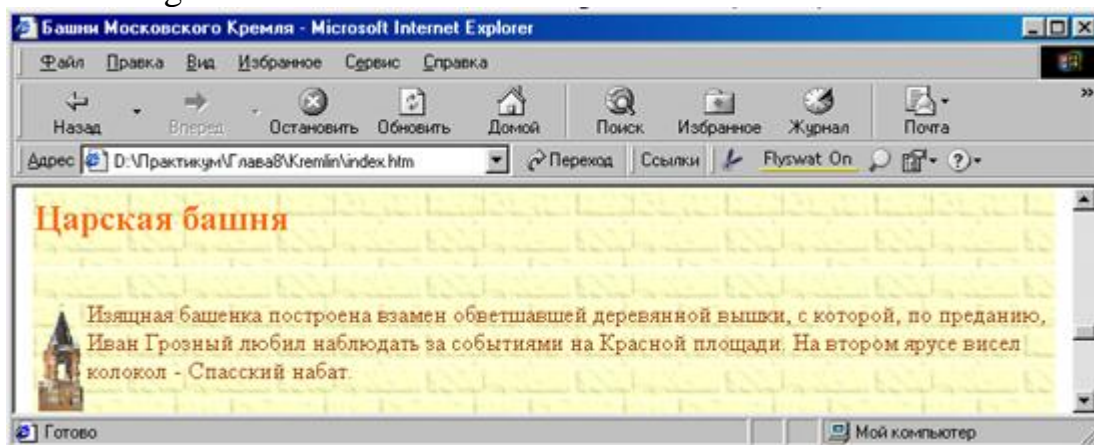 Башни Московского Кремля - Microsoft Internet Explorer
Файл Правка Вид Избранное Сервис Справка
Назад Вперед Остановить Обновить Домой Поиск Избранное Журнал Почта »
Адрес D:\Практикум\Глава8\Kremlin\index.htm Переход Ссылки Flyswat On
Царская башня
Изящная башенка построена взамен обветшавшей деревянной вышки, с которой, по преданию,
Иван Грозный любил наблюдать за событиями на Красной площади. На втором ярусе висел
колокол - Спасский набат.
Готово Мой компьютер